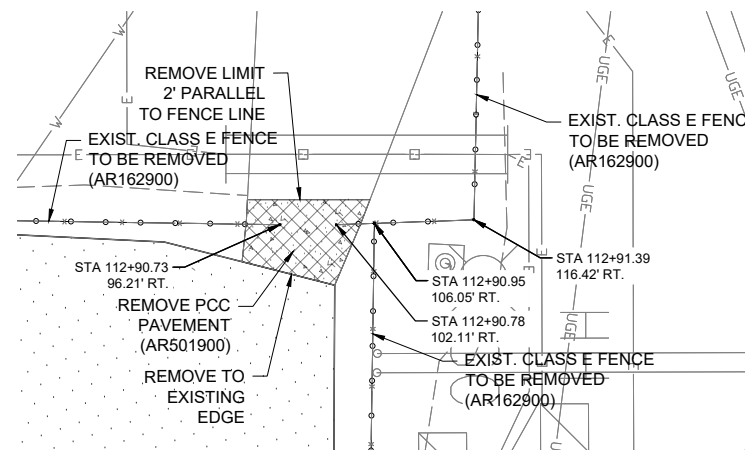 REMOVE LIMIT
2' PARALLEL
TO FENCE LINE
EXIST. CLASS E FENCE
TO BE REMOVED
(AR162900)
EXIST. CLASS E FENC
TO BE REMOVED
(AR162900)
STA 112+90.73
96.21' RT.
STA 112+91.39
116.42' RT.
STA 112+90.95
106.05' RT.
STA 112+90.78
102.11' RT.
REMOVE PCC
PAVEMENT
(AR501900)
REMOVE TO
EXISTING
EDGE
EXIST. CLASS E FENCE
TO BE REMOVED
(AR162900)
W
W
W
E
E
E
E
E
E
E
E
UGE
UGE
UGE
UGE
UGE